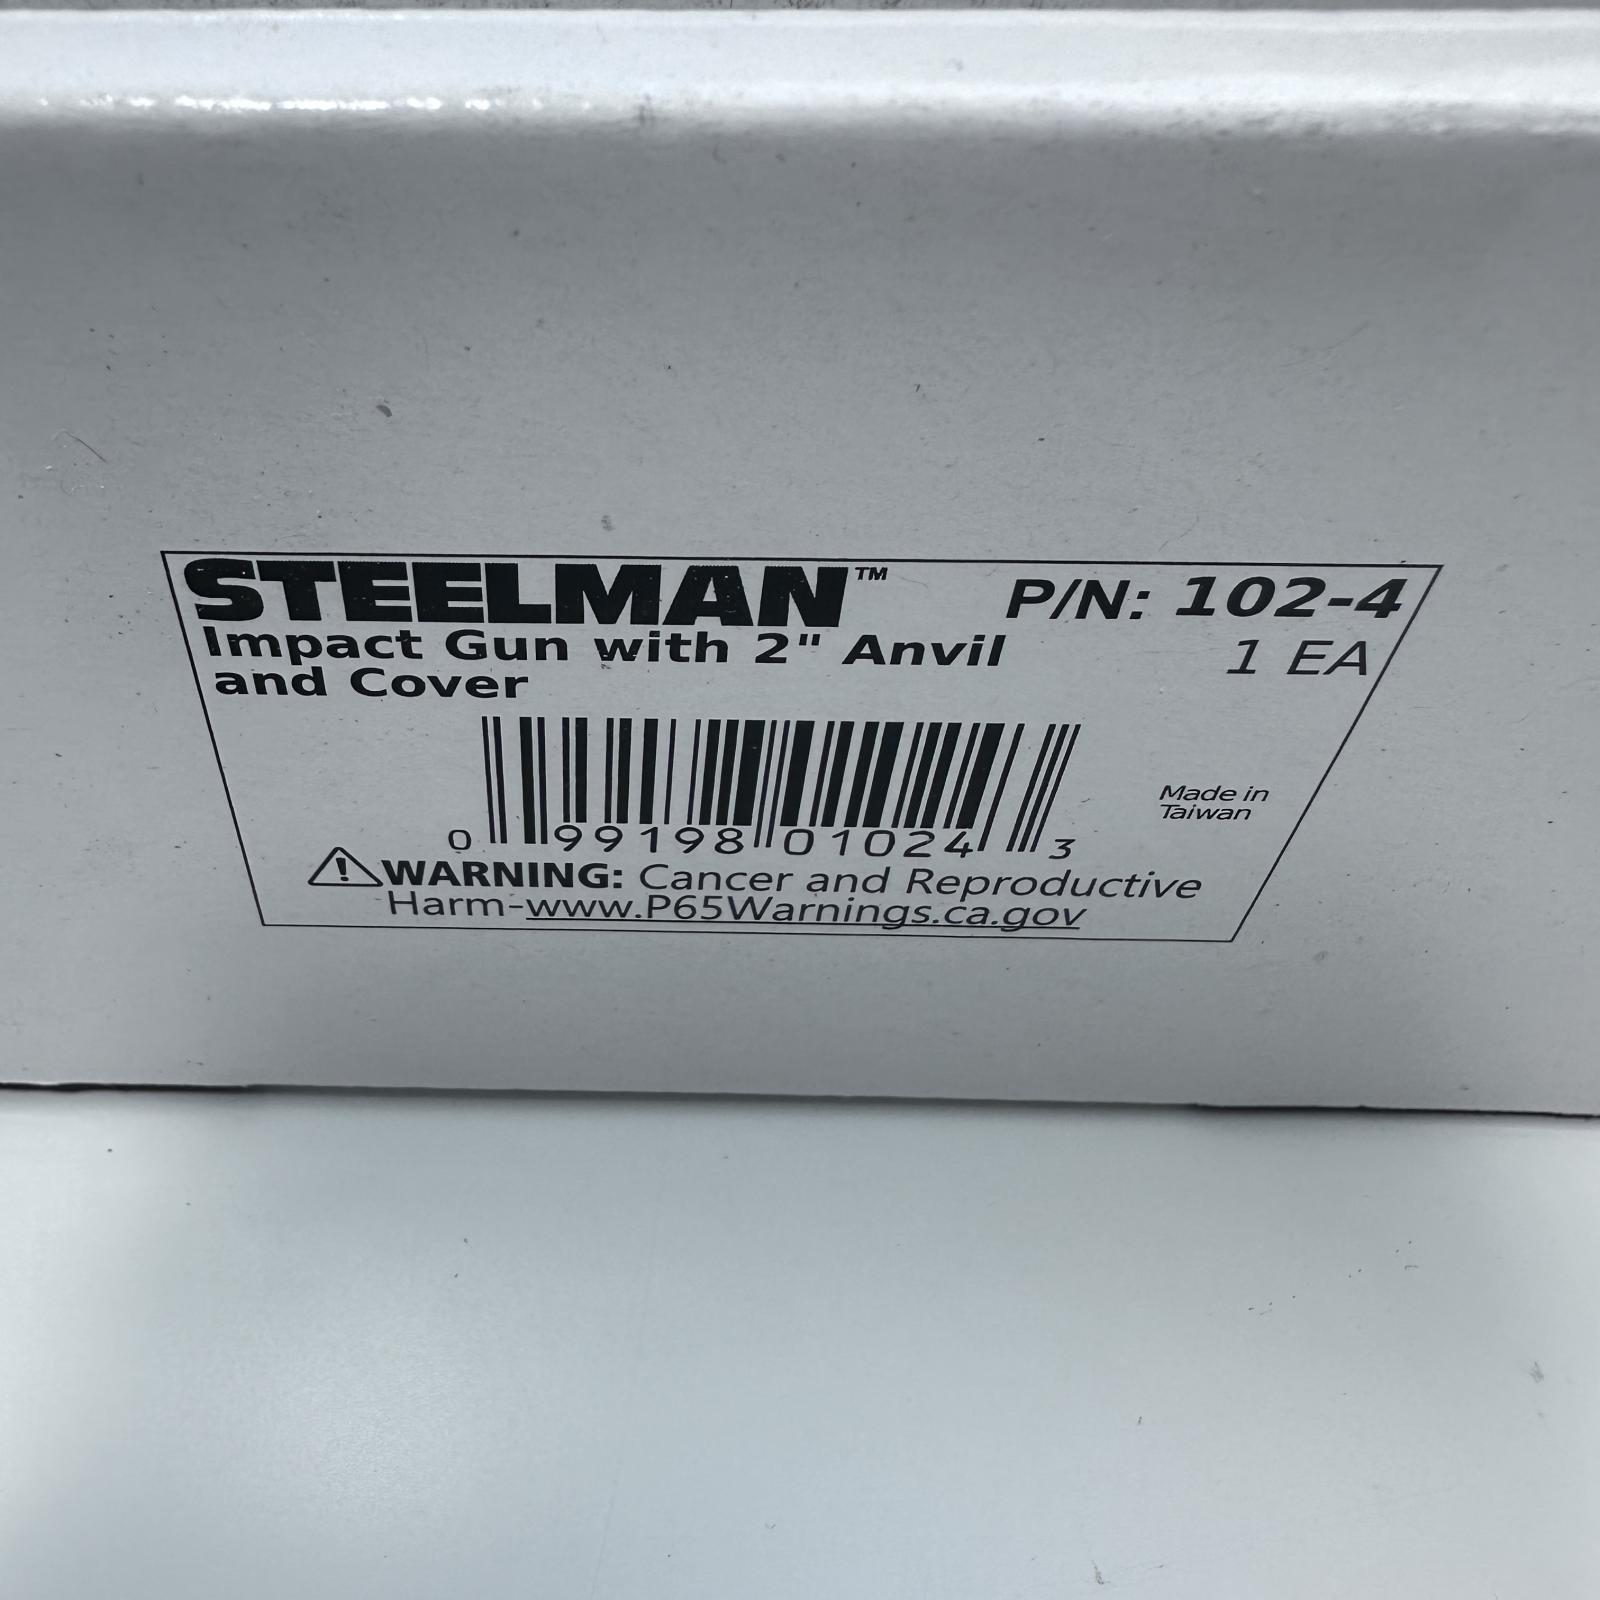 STEELMAN™ P/N: 102-4
Impact Gun with 2" Anvil 1 EA
and Cover
Made in
Taiwan
0 99198 01024 3
⚠WARNING: Cancer and Reproductive
Harm-www.P65Warnings.ca.gov